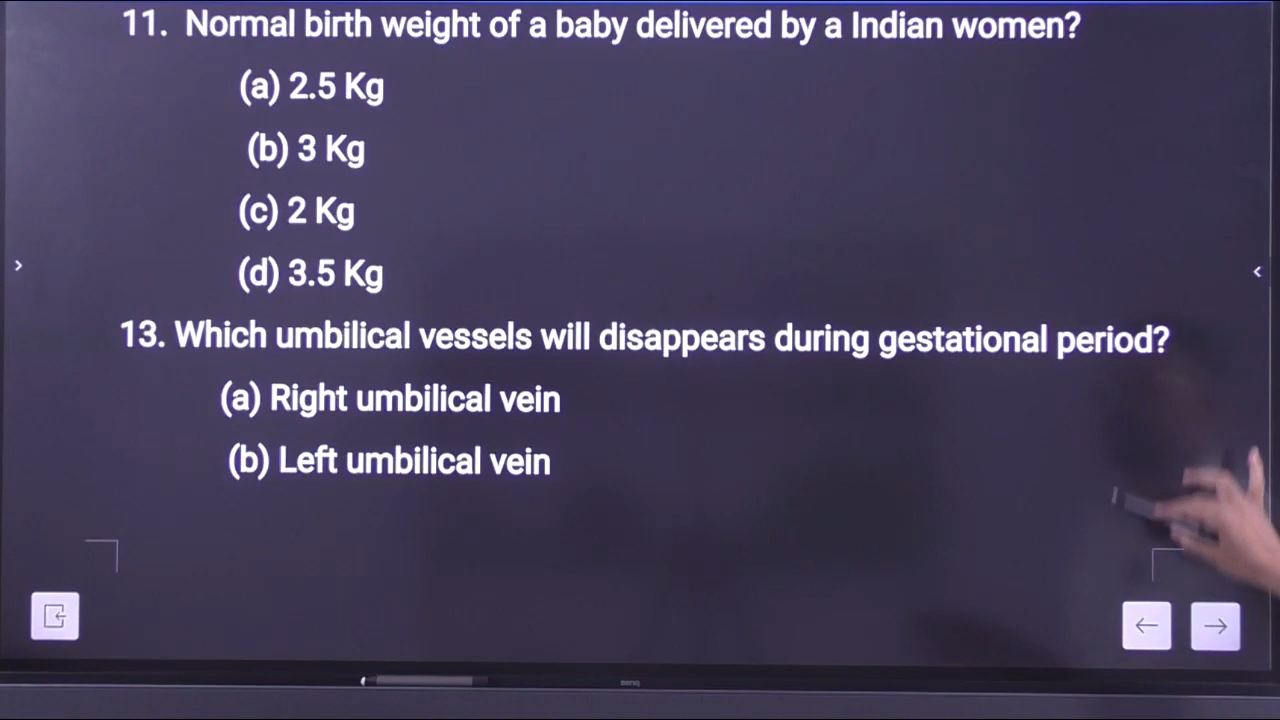 11. Normal birth weight of a baby delivered by a Indian women?
(a) 2.5 Kg
(b) 3 Kg
(c) 2 Kg
(d) 3.5 Kg
13. Which umbilical vessels will disappears during gestational period?
(a) Right umbilical vein
(b) Left umbilical vein
BENQ